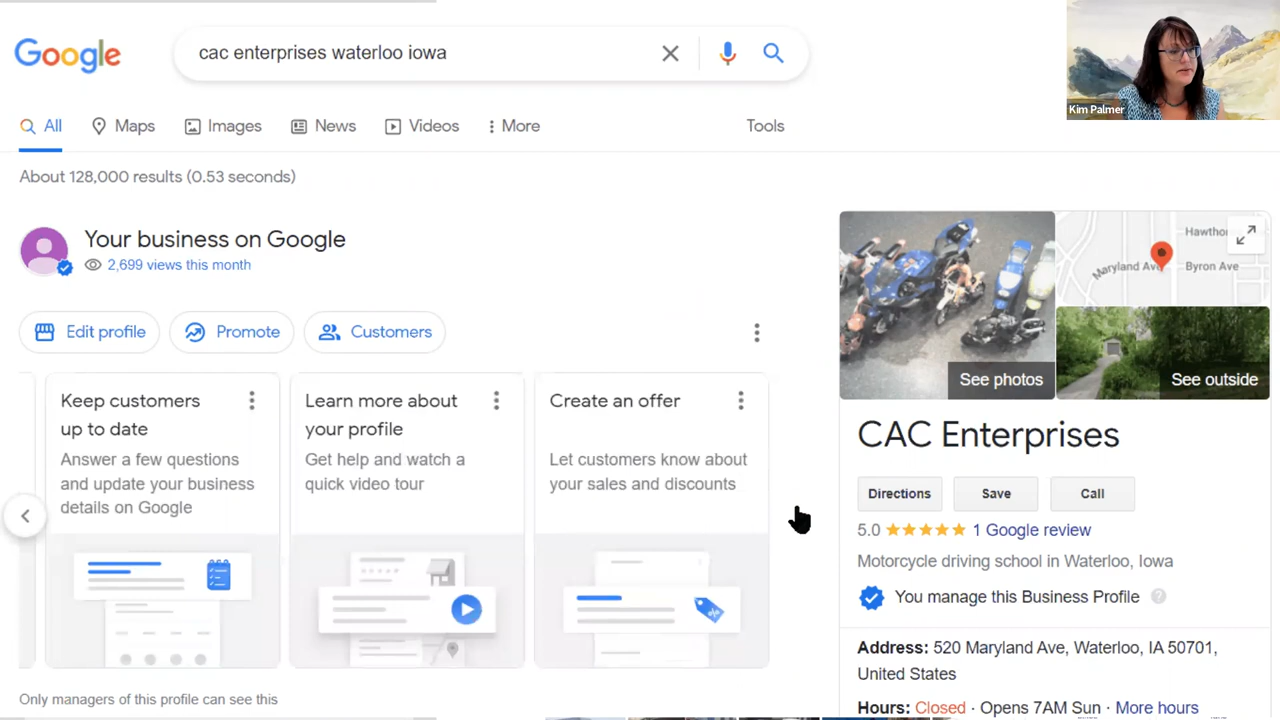 Google
cac enterprises waterloo iowa
Kim Palmer
All
Maps
Images
News
Videos
More
Tools
About 128,000 results (0.53 seconds)
Your business on Google
2,699 views this month
Edit profile
Promote
Customers
Keep customers
up to date
Answer a few questions
and update your business
details on Google
Learn more about
your profile
Get help and watch a
quick video tour
Create an offer
Let customers know about
your sales and discounts
Only managers of this profile can see this
See photos
Maryland Ave
Byron Ave
See outside
CAC Enterprises
Directions
Save
Call
5.0
1 Google review
Motorcycle driving school in Waterloo, Iowa
You manage this Business Profile
Address: 520 Maryland Ave, Waterloo, IA 50701,
United States
Hours: Closed · Opens 7AM Sun · More hours